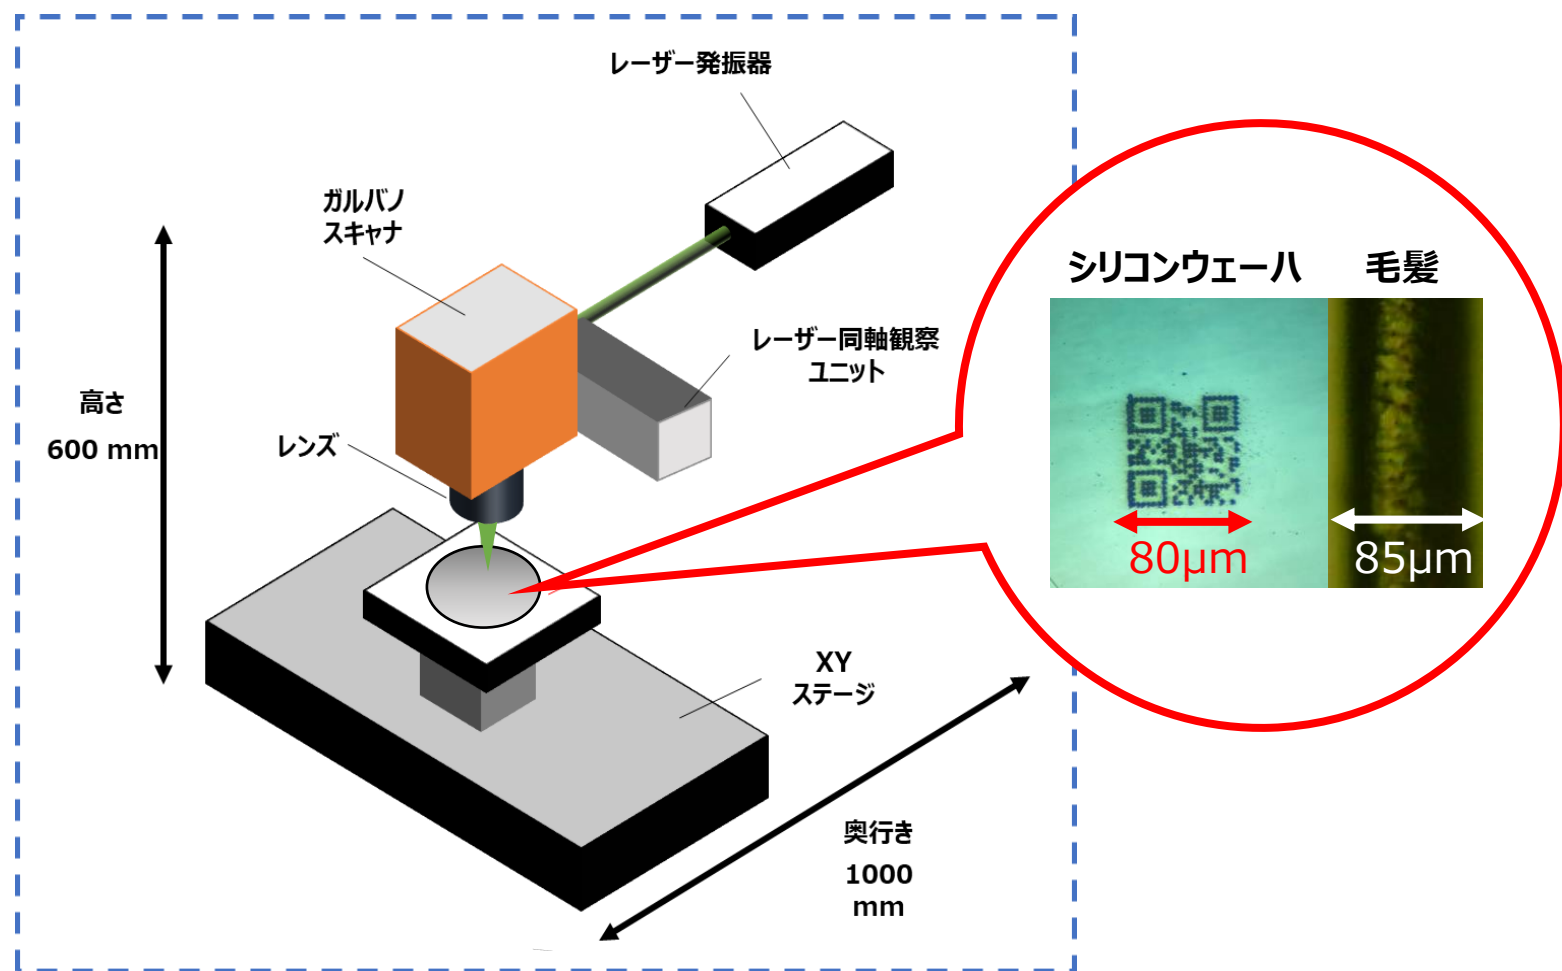 レーザー発振器
ガルバノ
スキャナ
シリコンウェーハ
毛髪
レーザー同軸観察
ユニット
高さ
600 mm
レンズ
80μm
85μm
XY
ステージ
奥行き
1000
mm